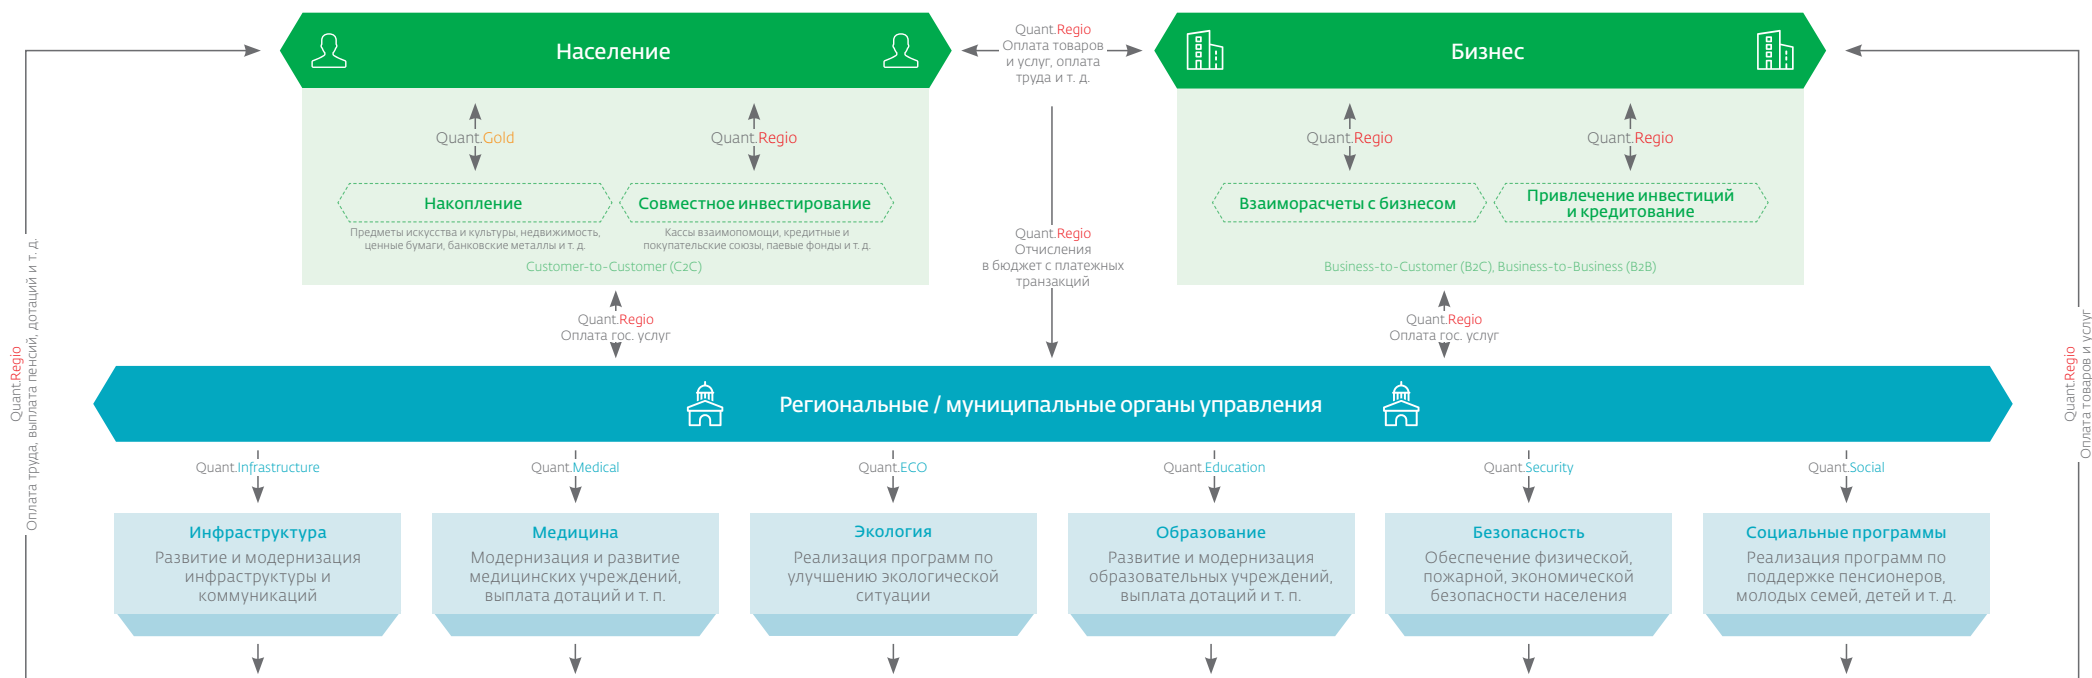 Население
Quant.Regio
Оплата товаров
и услуг, оплата
труда и т. д.
Бизнес
Quant.Gold
Quant.Regio
Quant.Regio
Quant.Regio
Накопление
Предметы искусства и культуры, недвижимость,
ценные бумаги, банковские металлы и т. д.
Совместное инвестирование
Кассы взаимопомощи, кредитные и
покупательские союзы, паевые фонды и т. д.
Customer-to-Customer (C2C)
Quant.Regio
Отчисления
в бюджет с платежных
транзакций
Взаиморасчеты с бизнесом
Привлечение инвестиций
и кредитование
Business-to-Customer (B2C), Business-to-Business (B2B)
Quant.Regio
Оплата гос. услуг
Quant.Regio
Оплата гос. услуг
Quant.Regio
Оплата труда, выплата пенсий, дотаций и т. д.
Quant.Regio
Оплата товаров и услуг
Региональные / муниципальные органы управления
Quant.Infrastructure
Quant.Medical
Quant.ECO
Quant.Education
Quant.Security
Quant.Social
Инфраструктура
Развитие и модернизация
инфраструктуры и
коммуникаций
Медицина
Модернизация и развитие
медицинских учреждений,
выплата дотаций и т. п.
Экология
Реализация программ по
улучшению экологической
ситуации
Образование
Развитие и модернизация
образовательных учреждений,
выплата дотаций и т. п.
Безопасность
Обеспечение физической,
пожарной, экономической
безопасности населения
Социальные программы
Реализация программ по
поддержке пенсионеров,
молодых семей, детей и т. д.